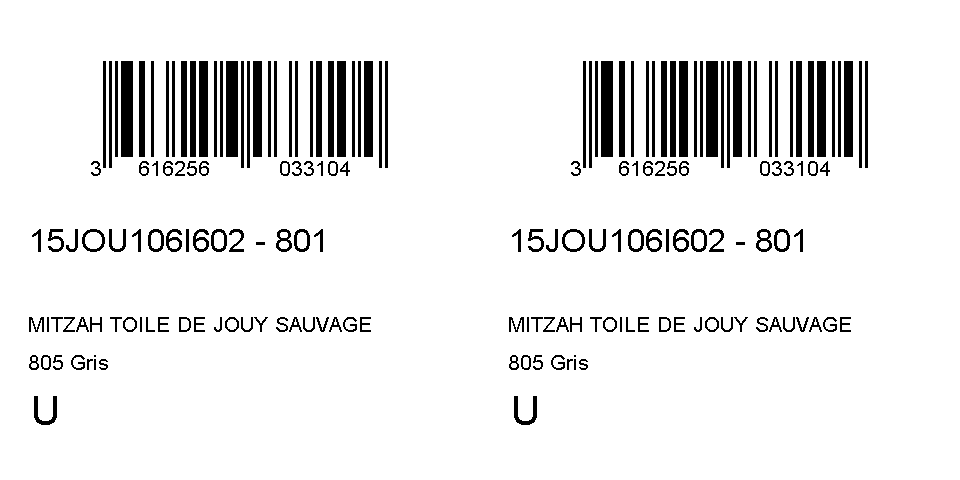 3 616256 033104
15JOU106I602 - 801
MITZAH TOILE DE JOUY SAUVAGE
805 Gris
U
3 616256 033104
15JOU106I602 - 801
MITZAH TOILE DE JOUY SAUVAGE
805 Gris
U